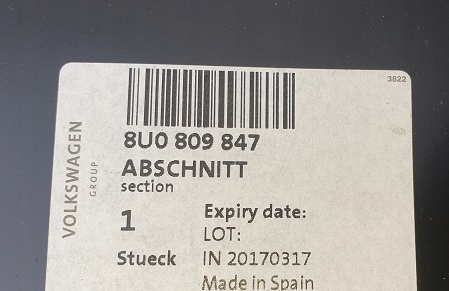 3822
VOLKSWAGEN
GROUP
8U0 809 847
ABSCHNITT
section
1
Expiry date:
LOT:
Stueck
IN 20170317
Made in Spain